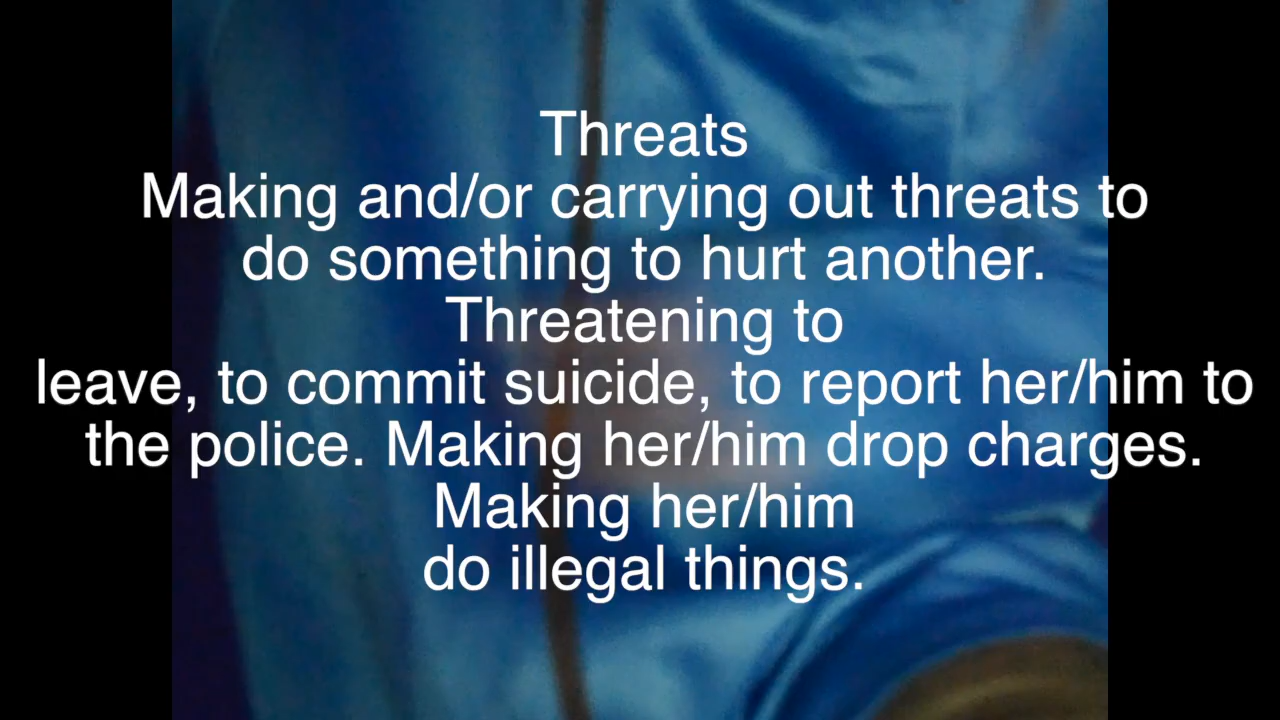 Threats
Making and/or carrying out threats to
do something to hurt another.
Threatening to
leave, to commit suicide, to report her/him to
the police. Making her/him drop charges.
Making her/him
do illegal things.